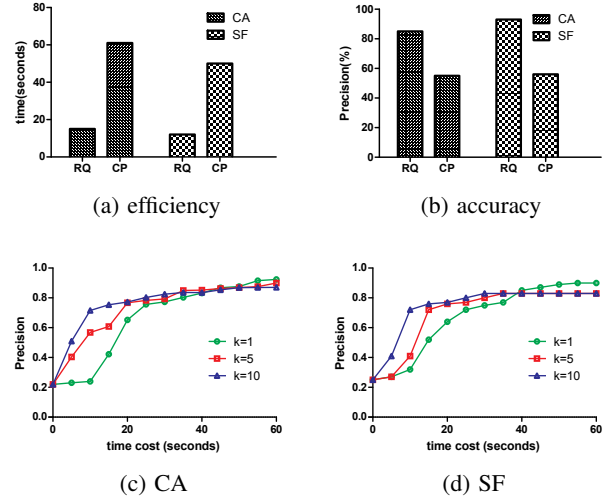 80
60
40
20
0
time(seconds)
RQ CP RQ CP
CA
SF
(a) efficiency
100
80
60
40
20
0
Precision(%)
RQ CP RQ CP
CA
SF
(b) accuracy
1.0
0.8
0.6
0.4
0.2
0.0
Precision
0 20 40 60
time cost (seconds)
k=1
k=5
k=10
(c) CA
1.0
0.8
0.6
0.4
0.2
0.0
Precision
0 20 40 60
time cost (seconds)
k=1
k=5
k=10
(d) SF